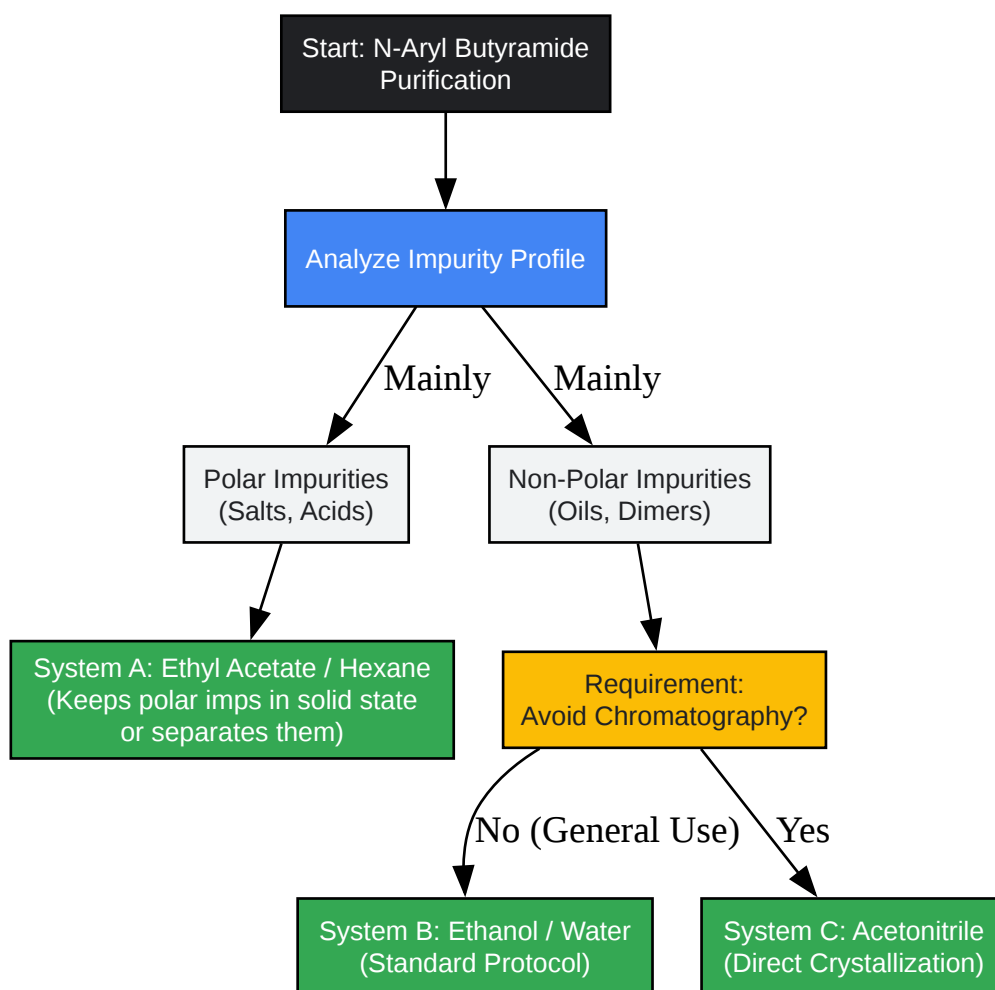 Start: N-Aryl Butyramide
Purification
Analyze Impurity Profile
Mainly
Mainly
Polar Impurities
(Salts, Acids)
Non-Polar Impurities
(Oils, Dimers)
System A: Ethyl Acetate / Hexane
(Keeps polar imps in solid state
or separates them)
Requirement:
Avoid Chromatography?
No (General Use)
Yes
System B: Ethanol / Water
(Standard Protocol)
System C: Acetonitrile
(Direct Crystallization)